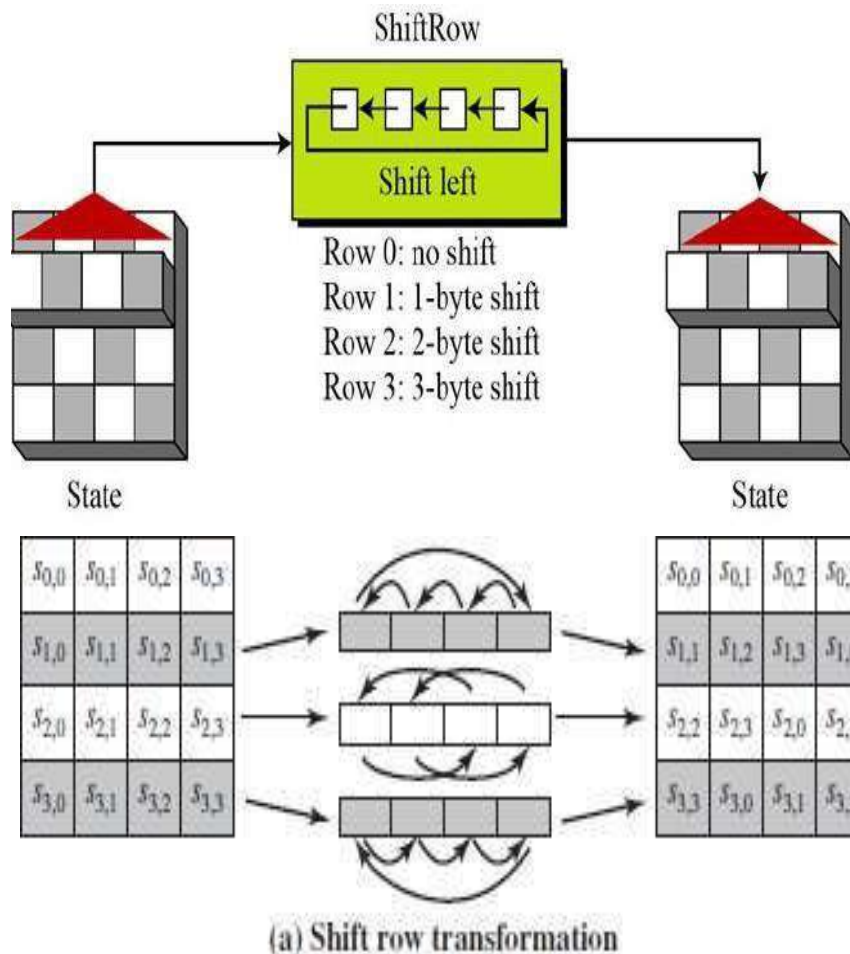 ShiftRow
Shift left
Row 0: no shift
Row 1: 1-byte shift
Row 2: 2-byte shift
Row 3: 3-byte shift
State State
s0,0 s0,1 s0,2 s0,3 s0,0 s0,1 s0,2 s0,
s1,0 s1,1 s1,2 s1,3 s1,1 s1,2 s1,3 s1,
s2,0 s2,1 s2,2 s2,3 s2,2 s2,3 s2,0 s2,
s3,0 s3,1 s3,2 s3,3 s3,3 s3,0 s3,1 s3,
(a) Shift row transformation